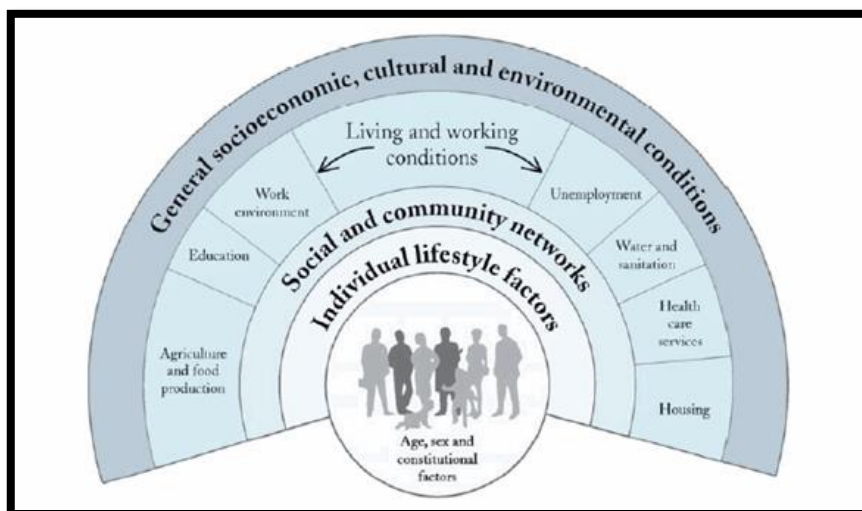 General socioeconomic, cultural and environmental conditions
Living and working
conditions
Work
environment
Unemployment
Education
Water and
sanitation
Agriculture
and food
production
Health
care
services
Housing
Social and community networks
Individual lifestyle factors
Age, sex and
constitutional
factors